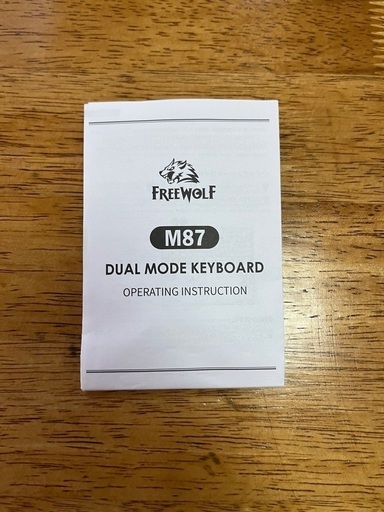 FREEWOLF
M87
DUAL MODE KEYBOARD
OPERATING INSTRUCTION